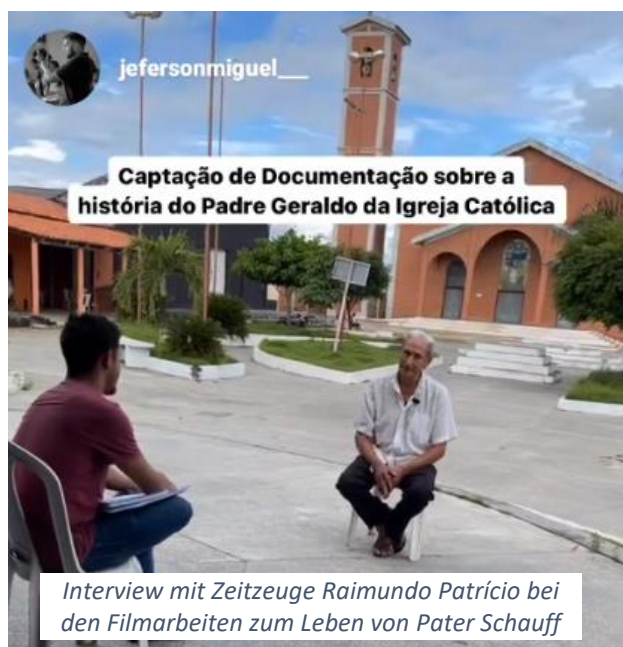 jefersonmiguel__
Captação de Documentação sobre a
história do Padre Geraldo da Igreja Católica
Interview mit Zeitzeuge Raimundo Patrício bei
den Filmarbeiten zum Leben von Pater Schauff